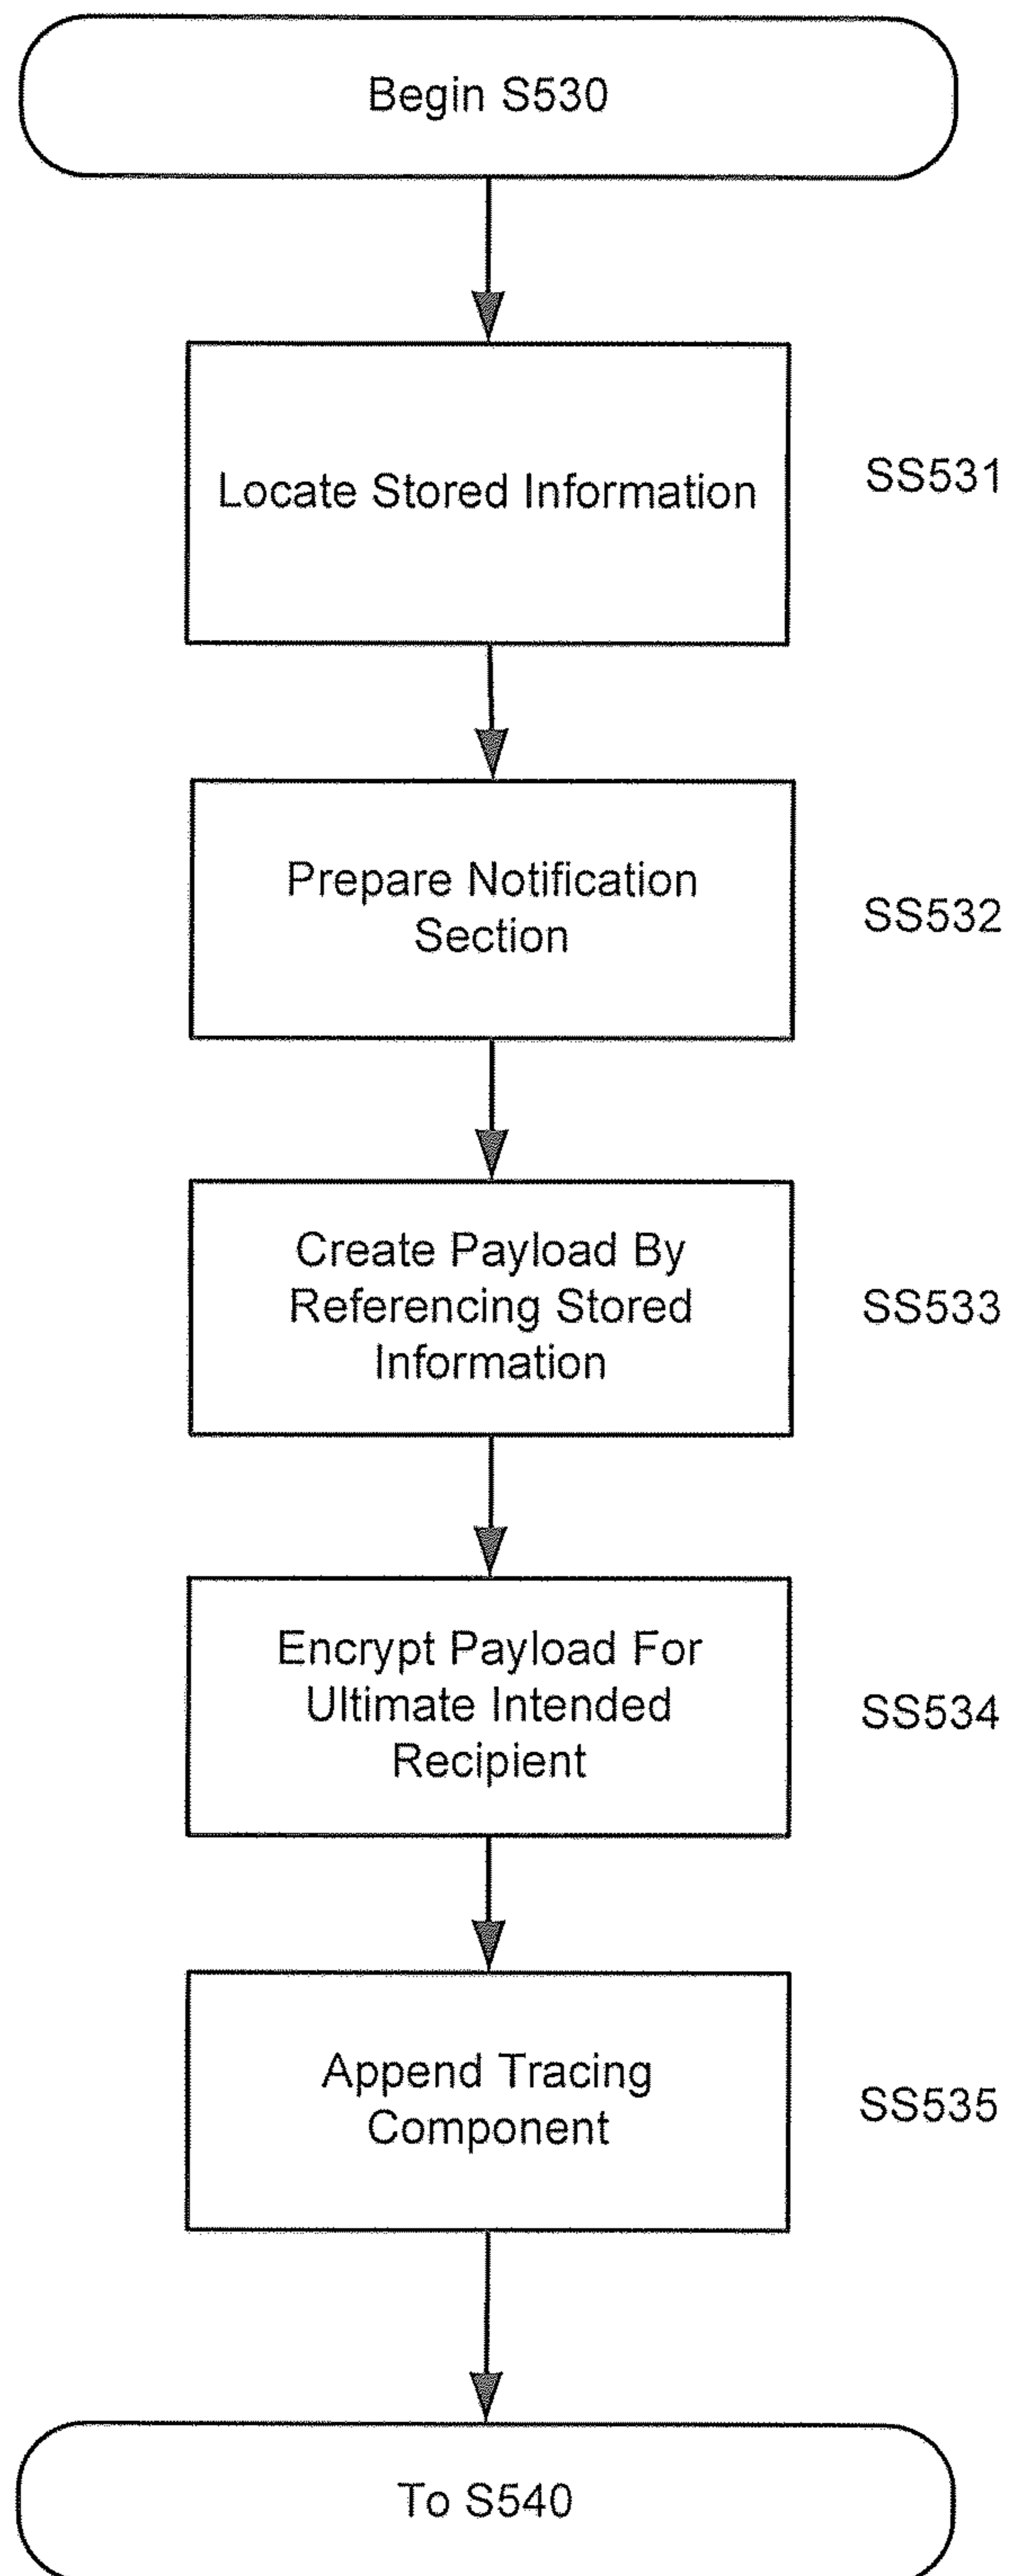 Begin S530
Locate Stored Information
SS531
Prepare Notification
Section
SS532
Create Payload By
Referencing Stored
Information
SS533
Encrypt Payload For
Ultimate Intended
Recipient
SS534
Append Tracing
Component
SS535
To S540